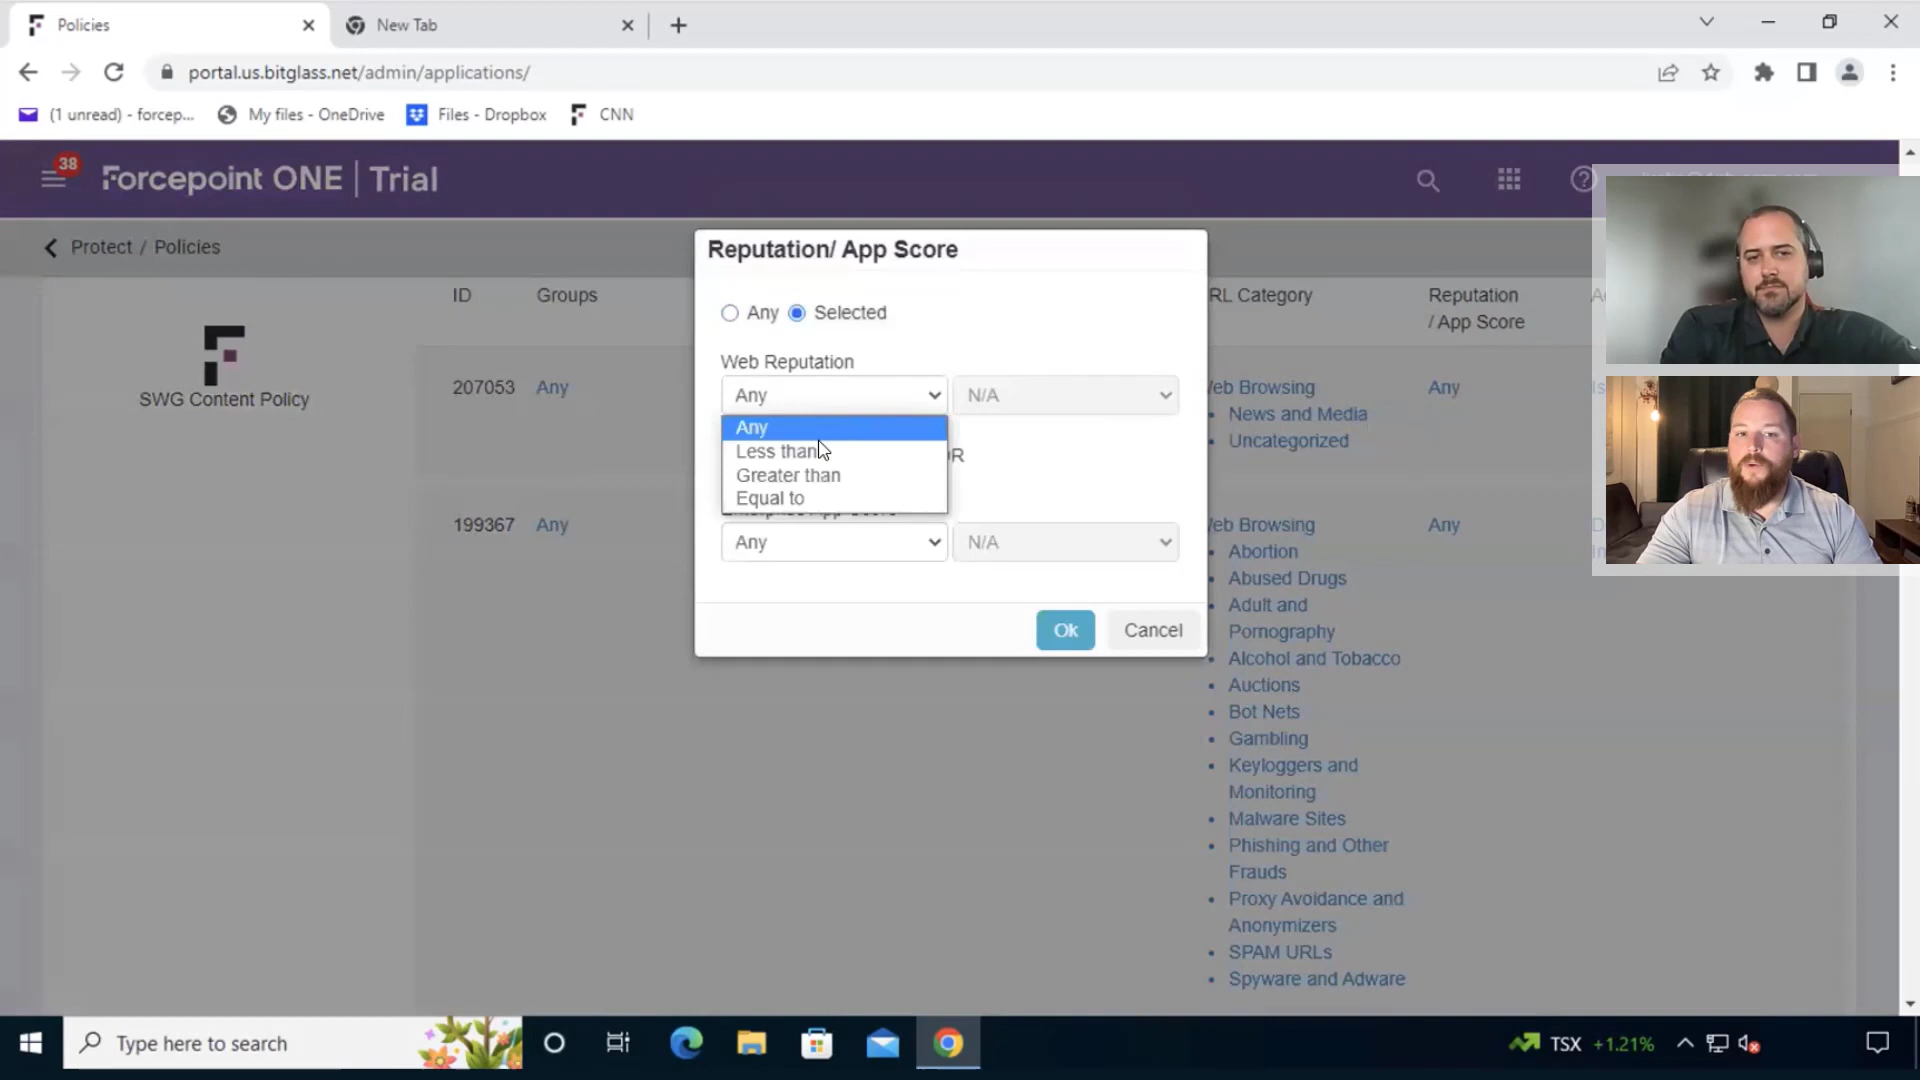 Policies
New Tab
portal.us.bitglass.net/admin/applications/
(1 unread) - forcep...
My files - OneDrive
Files - Dropbox
CNN
38
Forcepoint ONE | Trial
Protect / Policies
SWG Content Policy
ID
Groups
URL Category
Reputation
/ App Score
207053
Any
Web Browsing
News and Media
Uncategorized
Any
199367
Any
Web Browsing
Abortion
Abused Drugs
Adult and
Pornography
Alcohol and Tobacco
Auctions
Bot Nets
Gambling
Keyloggers and
Monitoring
Malware Sites
Phishing and Other
Frauds
Proxy Avoidance and
Anonymizers
SPAM URLs
Spyware and Adware
Any
Reputation/ App Score
Any
Selected
Web Reputation
Any
N/A
Any
Less than
Greater than
Equal to
Any
N/A
Ok
Cancel
Type here to search
TSX +1.21%